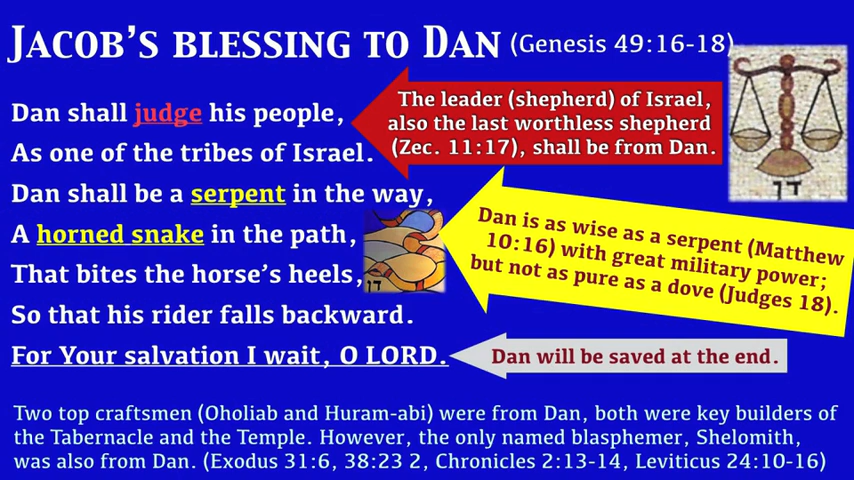 JACOB'S BLESSING TO DAN (Genesis 49:16-18)
Dan shall judge his people,
As one of the tribes of Israel.
Dan shall be a serpent in the way,
A horned snake in the path,
That bites the horse's heels,
So that his rider falls backward.
For Your salvation I wait, O LORD.
The leader (shepherd) of Israel,
also the last worthless shepherd
(Zec. 11:17), shall be from Dan.
דן
Dan is as wise as a serpent (Matthew
10:16) with great military power;
but not as pure as a dove (Judges 18).
דן
Dan will be saved at the end.
Two top craftsmen (Oholiab and Huram-abi) were from Dan, both were key builders of
the Tabernacle and the Temple. However, the only named blasphemer, Shelomith,
was also from Dan. (Exodus 31:6, 38:23 2, Chronicles 2:13-14, Leviticus 24:10-16)